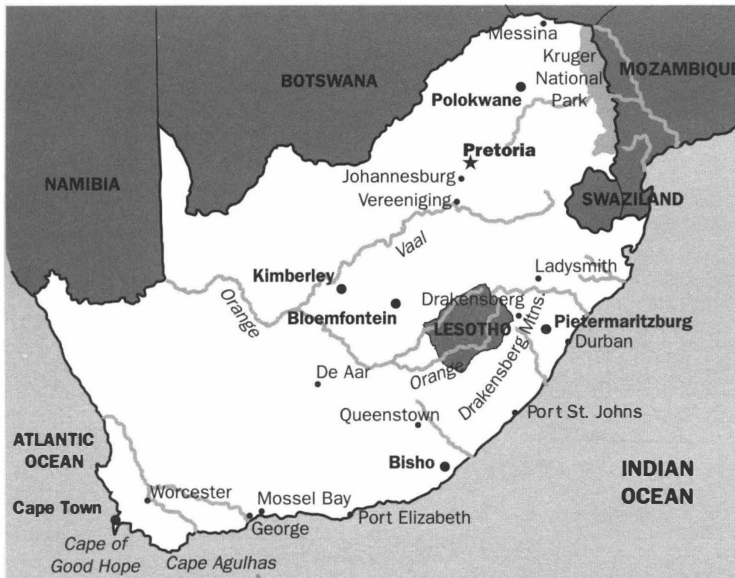 Messina
Kruger
National
Park
MOZAMBIQUE
BOTSWANA
Polokwane
Pretoria
NAMIBIA
Johannesburg
Vereeniging
SWAZILAND
Vaal
Ladysmith
Kimberley
Orange
Drakensberg
Bloemfontein
LESOTHO
Drakensberg Mtns.
Pietermaritzburg
Durban
De Aar
Orange
Queenstown
Port St. Johns
ATLANTIC
OCEAN
Bisho
INDIAN
OCEAN
Worcester
Mossel Bay
Cape Town
George
Port Elizabeth
Cape of
Good Hope
Cape Agulhas